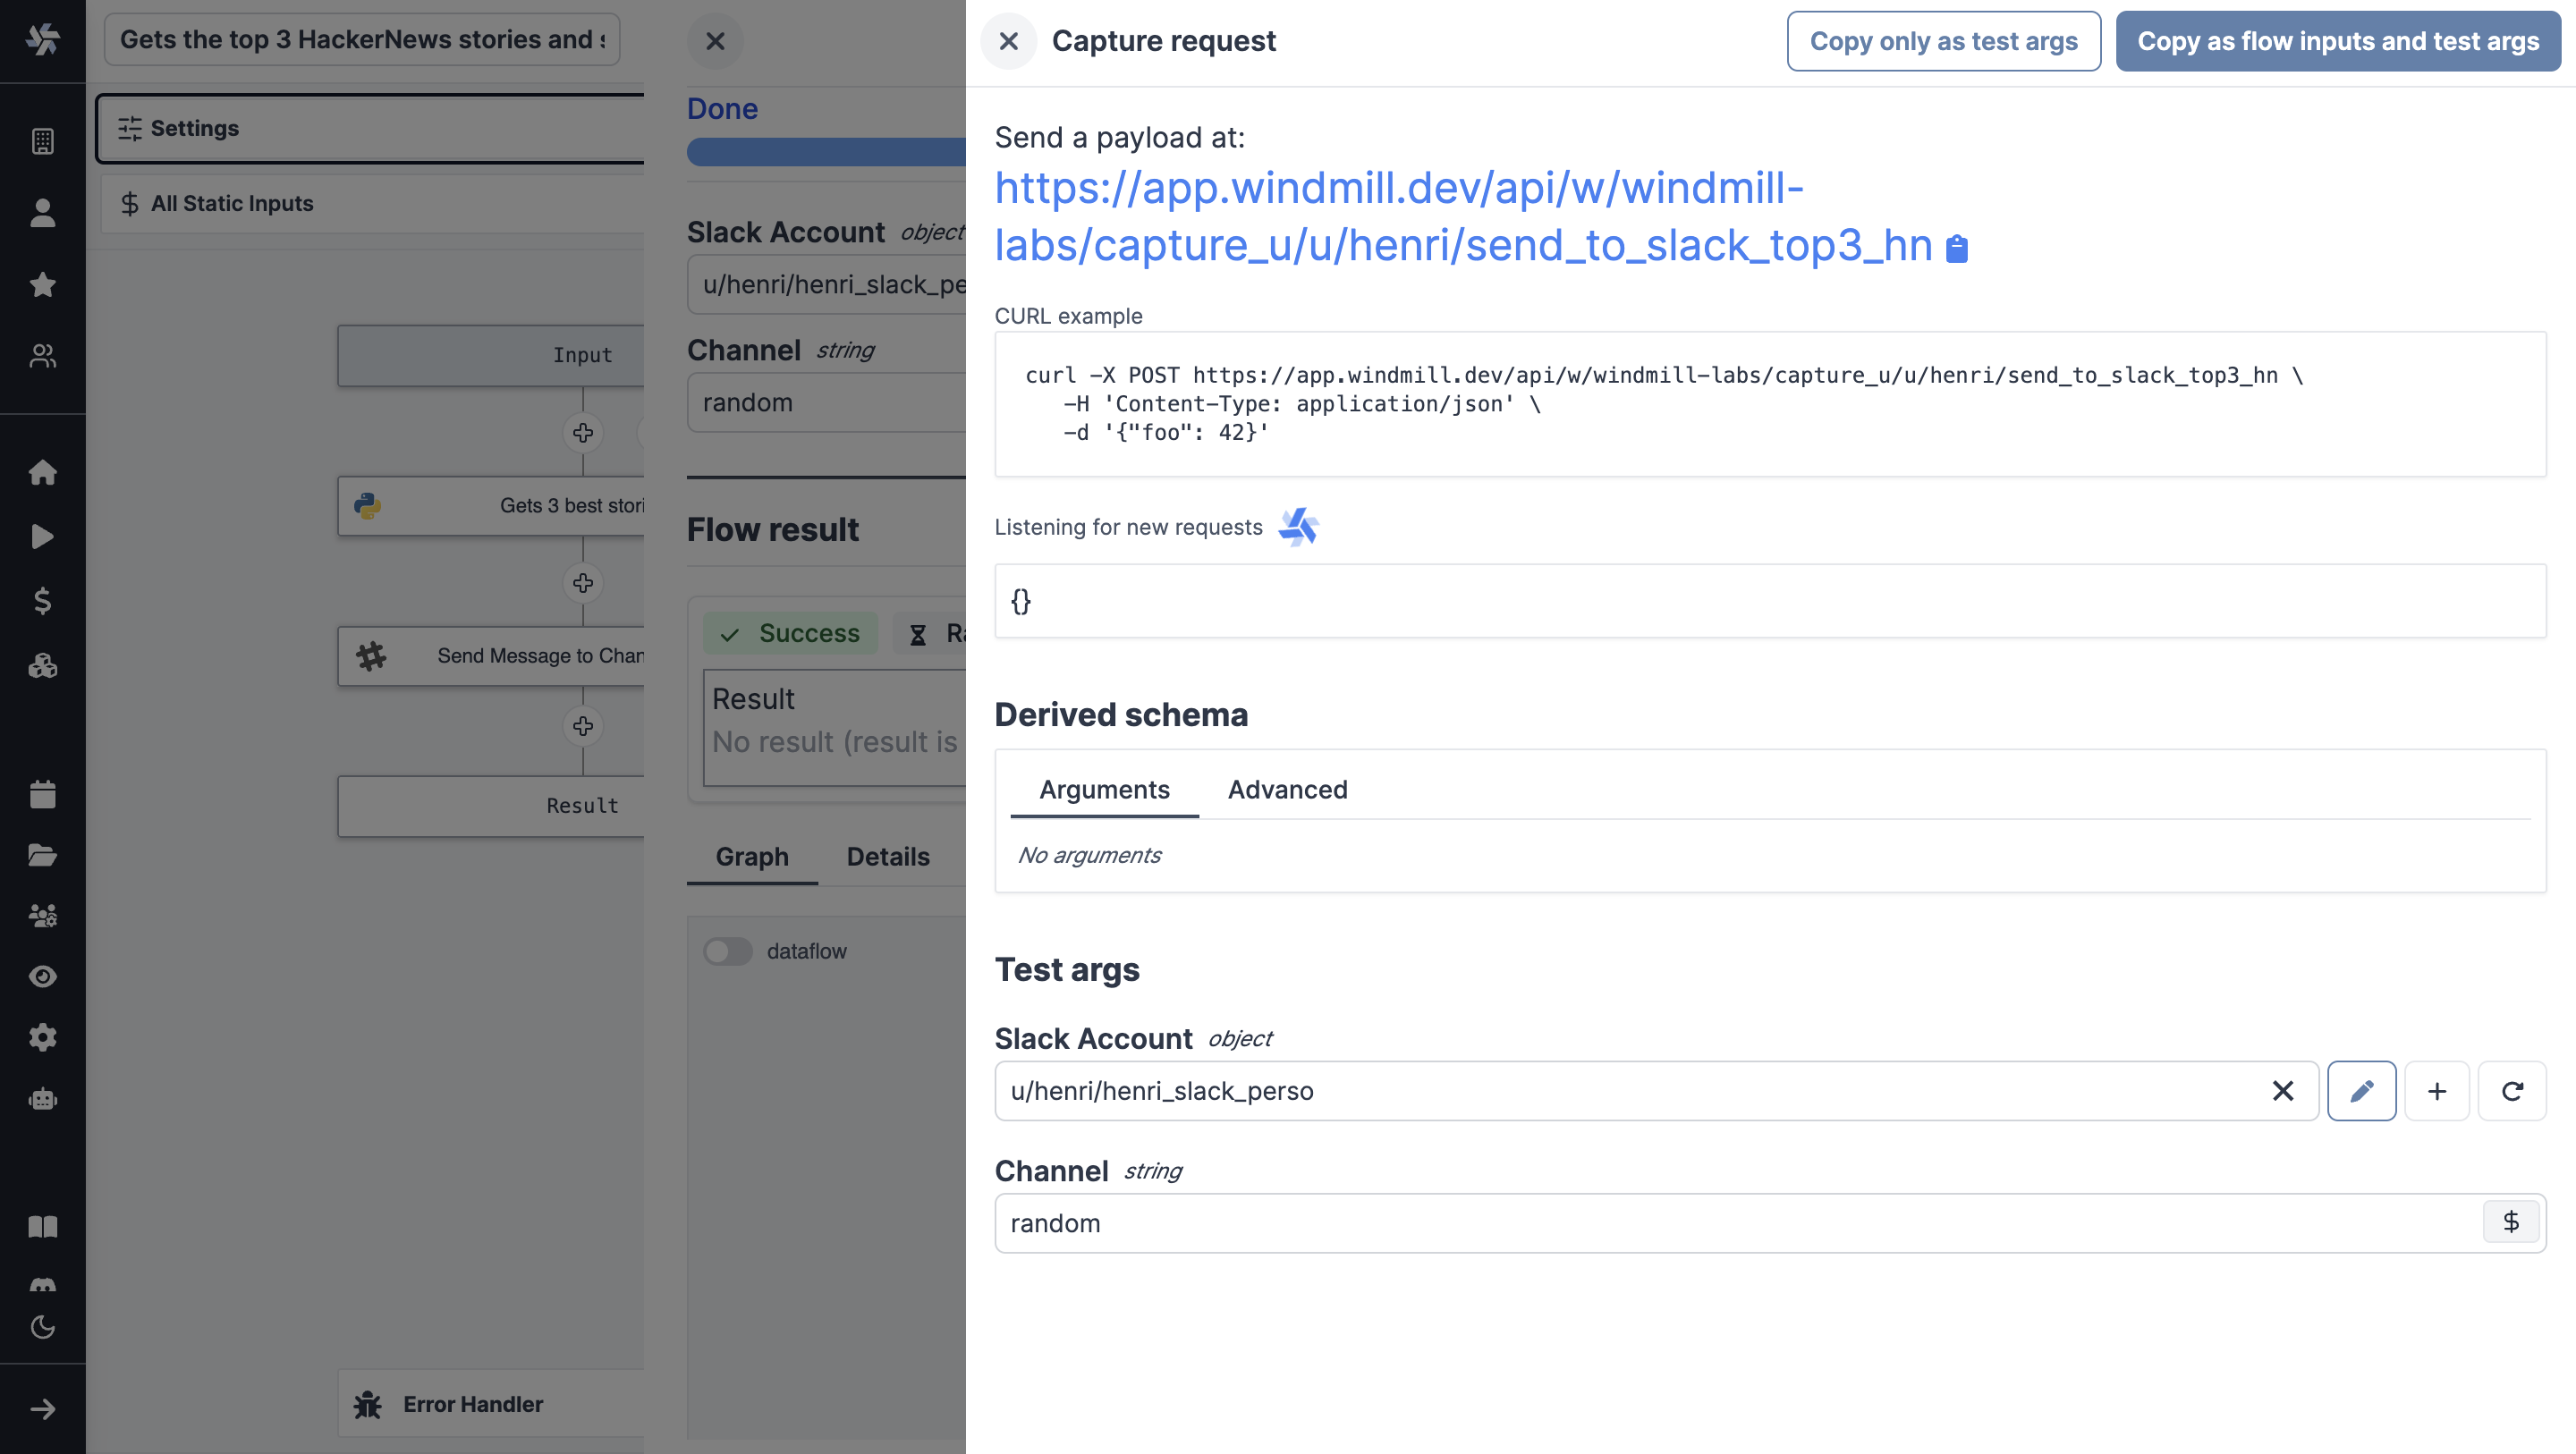 Gets the top 3 HackerNews stories and
Settings
All Static Inputs
Input
Gets 3 best
Send Message to
Result
Error Handler
Done
Slack Account object
u/henri/henri_slack_pe
Channel string
random
Flow result
Success
Result
No result (result is
Graph Details
dataflow
Capture request
Copy only as test args
Copy as flow inputs and test args
Send a payload at:
https://app.windmill.dev/api/w/windmill-
labs/capture_u/u/henri/send_to_slack_top3_hn
CURL example
curl -X POST https://app.windmill.dev/api/w/windmill-labs/capture_u/u/henri/send_to_slack_top3_hn \
-H 'Content-Type: application/json' \
-d '{"foo": 42}'
Listening for new requests
{}
Derived schema
Arguments Advanced
No arguments
Test args
Slack Account object
u/henri/henri_slack_perso
Channel string
random
$